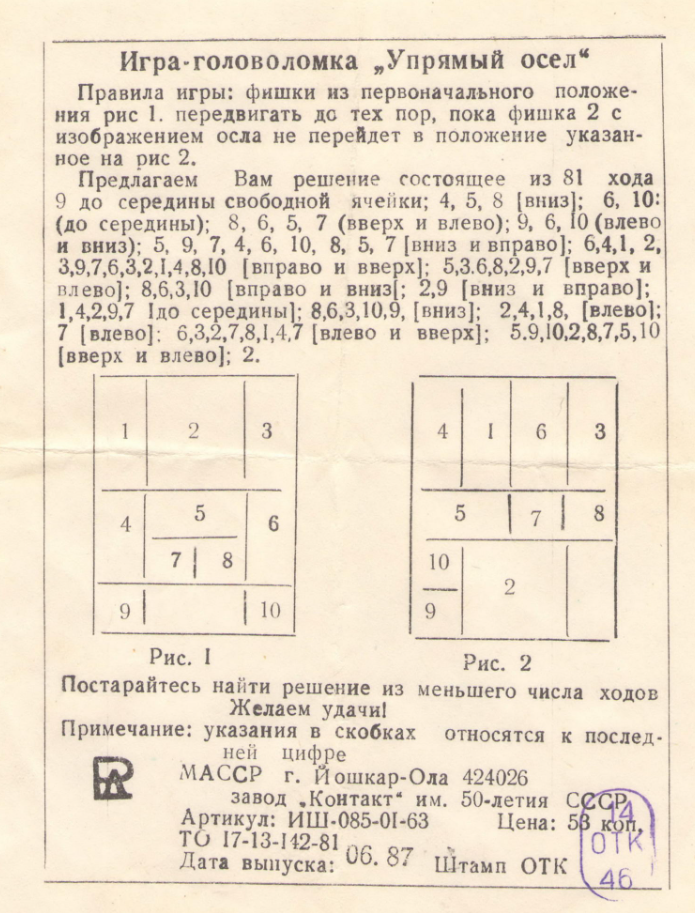 Игра-головоломка „Упрямый осел“
Правила игры: фишки из первоначального положе-
ния рис 1. передвигать до тех пор, пока фишка 2 с
изображением осла не перейдет в положение указан-
ное на рис 2.
Предлагаем Вам решение состоящее из 81 хода
9 до середины свободной ячейки; 4, 5, 8 [вниз]; 6, 10:
(до середины); 8, 6, 5, 7 (вверх и влево); 9, 6, 10 (влево
и вниз); 5, 9, 7, 4, 6, 10, 8, 5, 7 [вниз и вправо]; 6,4,1, 2,
3,9,7,6,3,2,1,4,8,10 [вправо и вверх]; 5,3.6,8,2,9,7 [вверх и
влево]; 8,6,3,10 [вправо и вниз[; 2,9 [вниз и вправо];
1,4,2,9,7 1до середины]; 8,6,3,10,9, [вниз]; 2,4,1,8, [влево];
7 [влево]: 6,3,2,7,8,1,4,7 [влево и вверх]; 5.9,10,2,8,7,5,10
[вверх и влево]; 2.
1 2 3
4 5 6
7 8
9 10
Рис. 1
4 1 6 3
5 7 8
10
2
9
Рис. 2
Постарайтесь найти решение из меньшего числа ходов
Желаем удачи!
Примечание: указания в скобках относятся к послед-
ней цифре
МАССР г. Йошкар-Ола 424026
завод „Контакт“ им. 50-летия СССР
Артикул: ИШ-085-01-63 Цена: 53 коп.
ТО 17-13-142-81
Дата выпуска: 06. 87 Штамп ОТК
14
ОТК
46